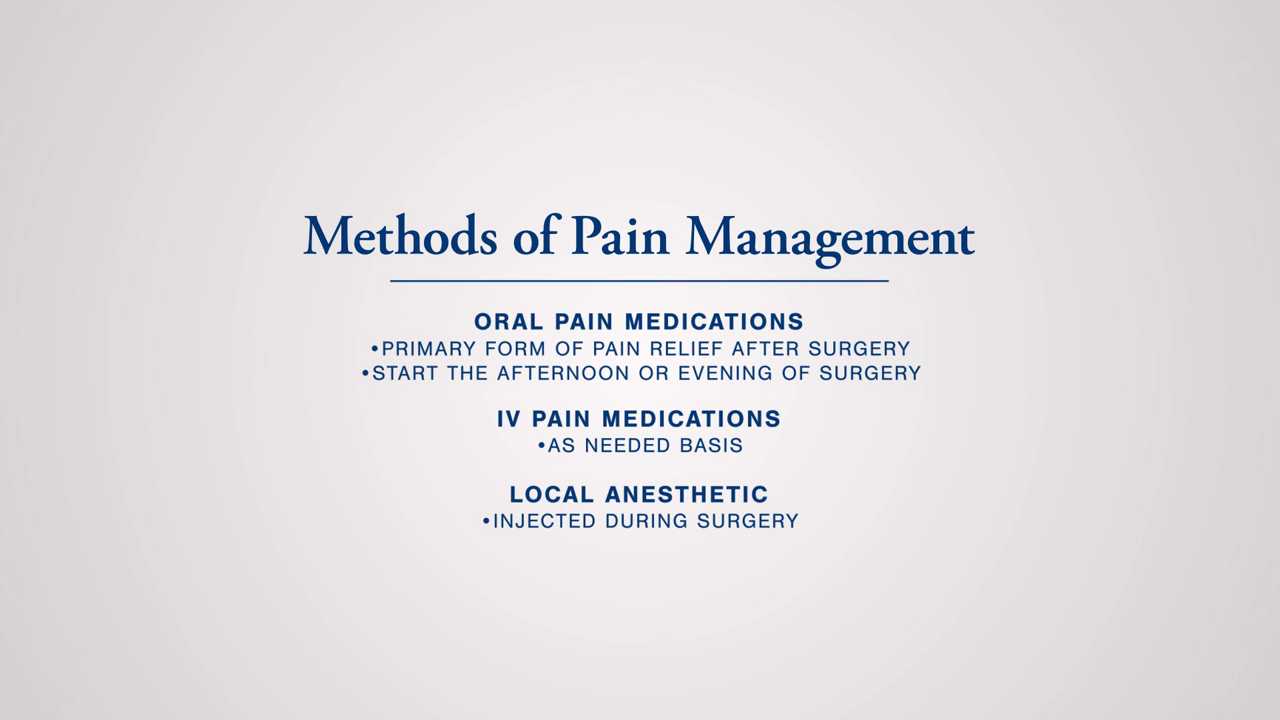 Methods of Pain Management
ORAL PAIN MEDICATIONS
•PRIMARY FORM OF PAIN RELIEF AFTER SURGERY
•START THE AFTERNOON OR EVENING OF SURGERY
IV PAIN MEDICATIONS
•AS NEEDED BASIS
LOCAL ANESTHETIC
•INJECTED DURING SURGERY